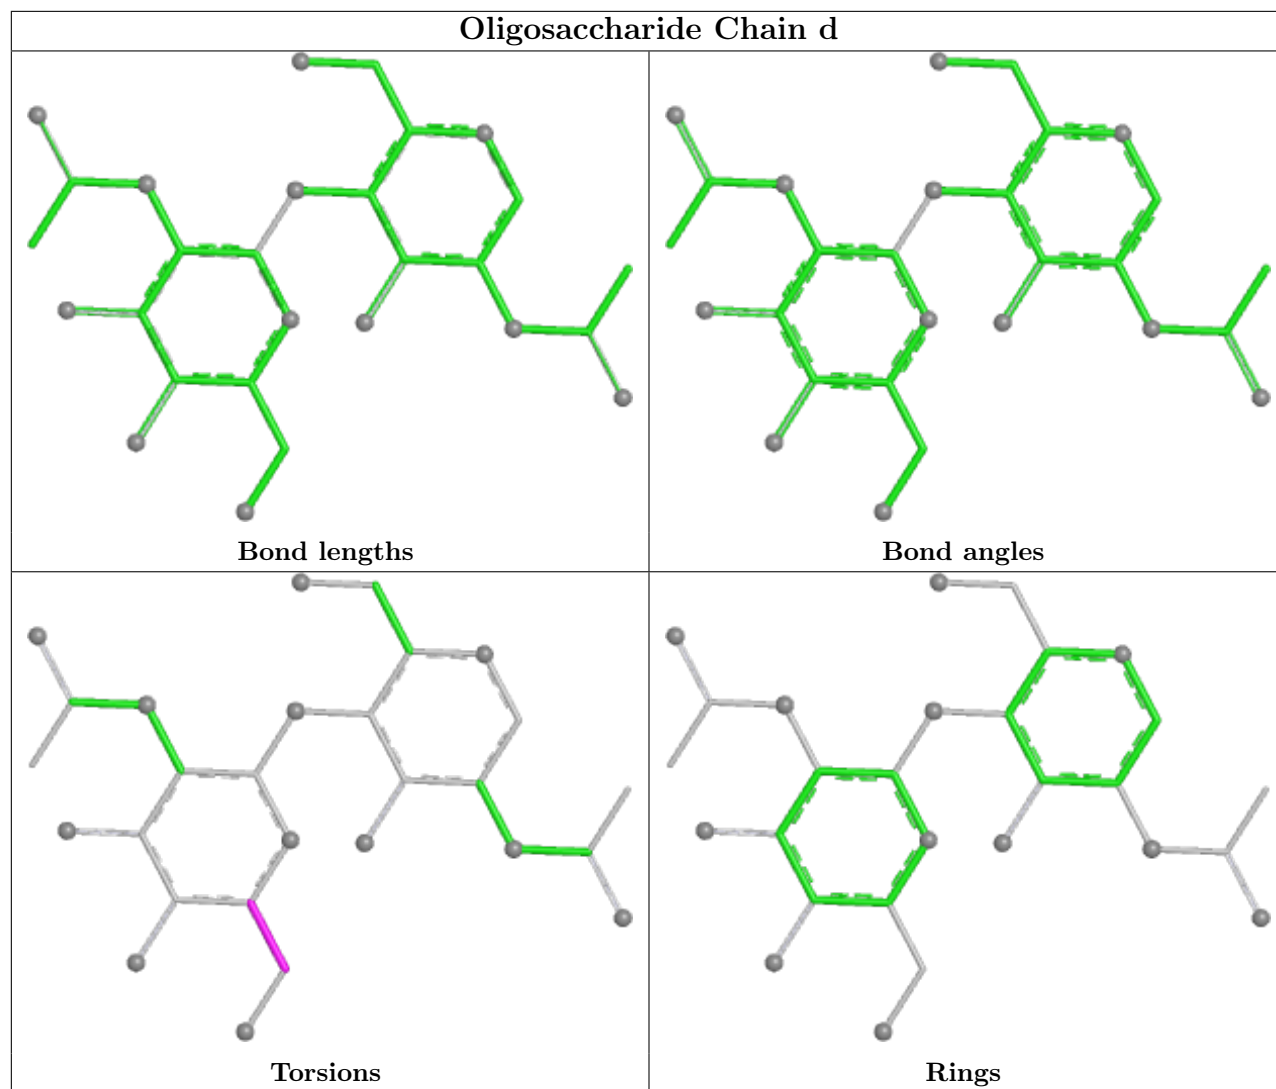 Oligosaccharide Chain d
Bond lengths
Bond angles
Torsions
Rings